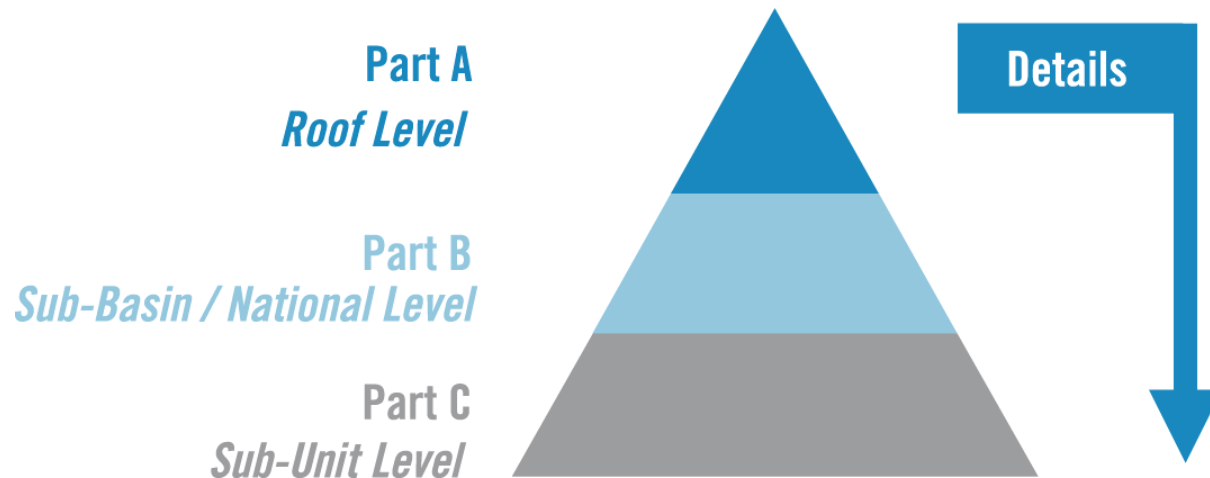 Part A
Roof Level
Details
Part B
Sub-Basin / National Level
Part C
Sub-Unit Level